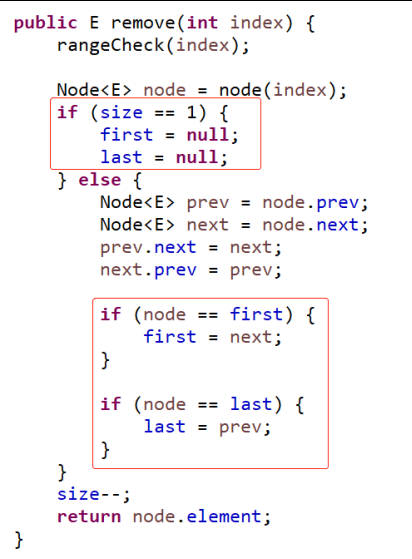 public E remove(int index) {
    rangeCheck(index);

    Node<E> node = node(index);
    if (size == 1) {
        first = null;
        last = null;
    } else {
        Node<E> prev = node.prev;
        Node<E> next = node.next;
        prev.next = next;
        next.prev = prev;

        if (node == first) {
            first = next;
        }

        if (node == last) {
            last = prev;
        }
    }
    size--;
    return node.element;
}